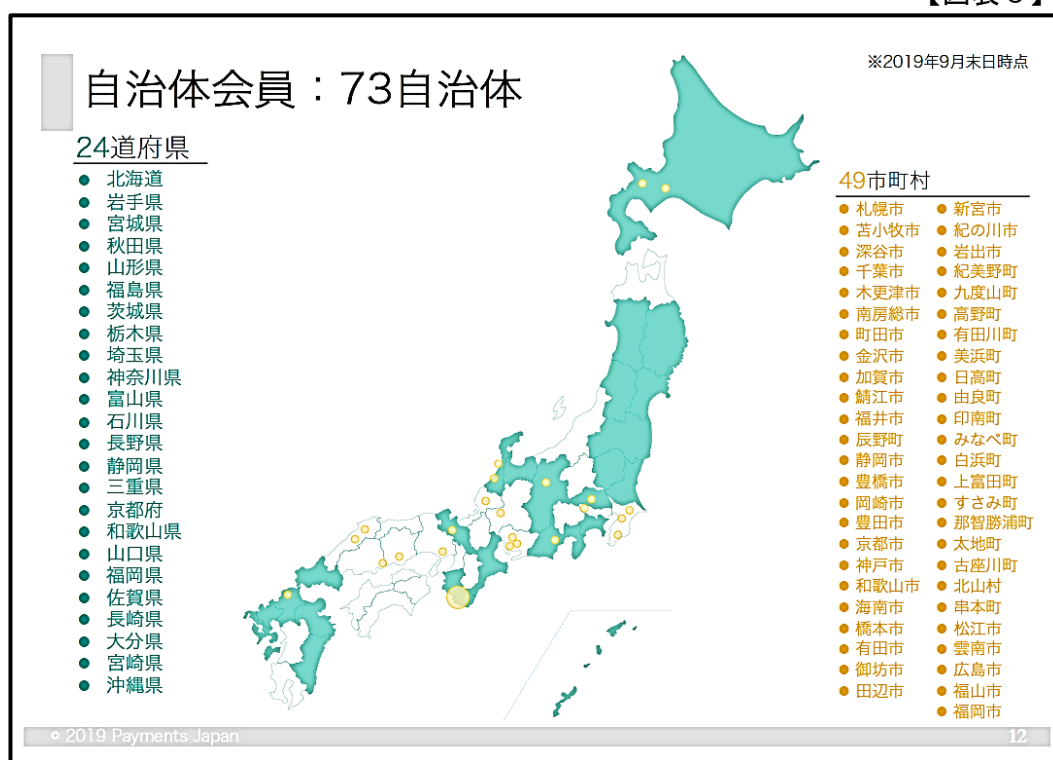 【図表3】
※2019年9月末日時点
自治体会員：73自治体
24道府県
北海道
岩手県
宮城県
秋田県
山形県
福島県
茨城県
栃木県
埼玉県
神奈川県
富山県
石川県
長野県
静岡県
三重県
京都府
和歌山県
山口県
福岡県
佐賀県
長崎県
大分県
宮崎県
沖縄県
49市町村
札幌市
苫小牧市
深谷市
千葉市
木更津市
南房総市
町田市
金沢市
加賀市
鯖江市
福井市
辰野町
静岡市
豊橋市
岡崎市
豊田市
京都市
神戸市
和歌山市
海南市
橋本市
有田市
御坊市
田辺市
新宮市
紀の川市
岩出市
紀美野町
九度山町
高野町
有田川町
美浜町
日高町
由良町
印南町
みなべ町
白浜町
上富田町
すさみ町
那智勝浦町
太地町
古座川町
北山村
串本町
松江市
雲南市
広島市
福山市
福岡市
© 2019 Payments Japan
12